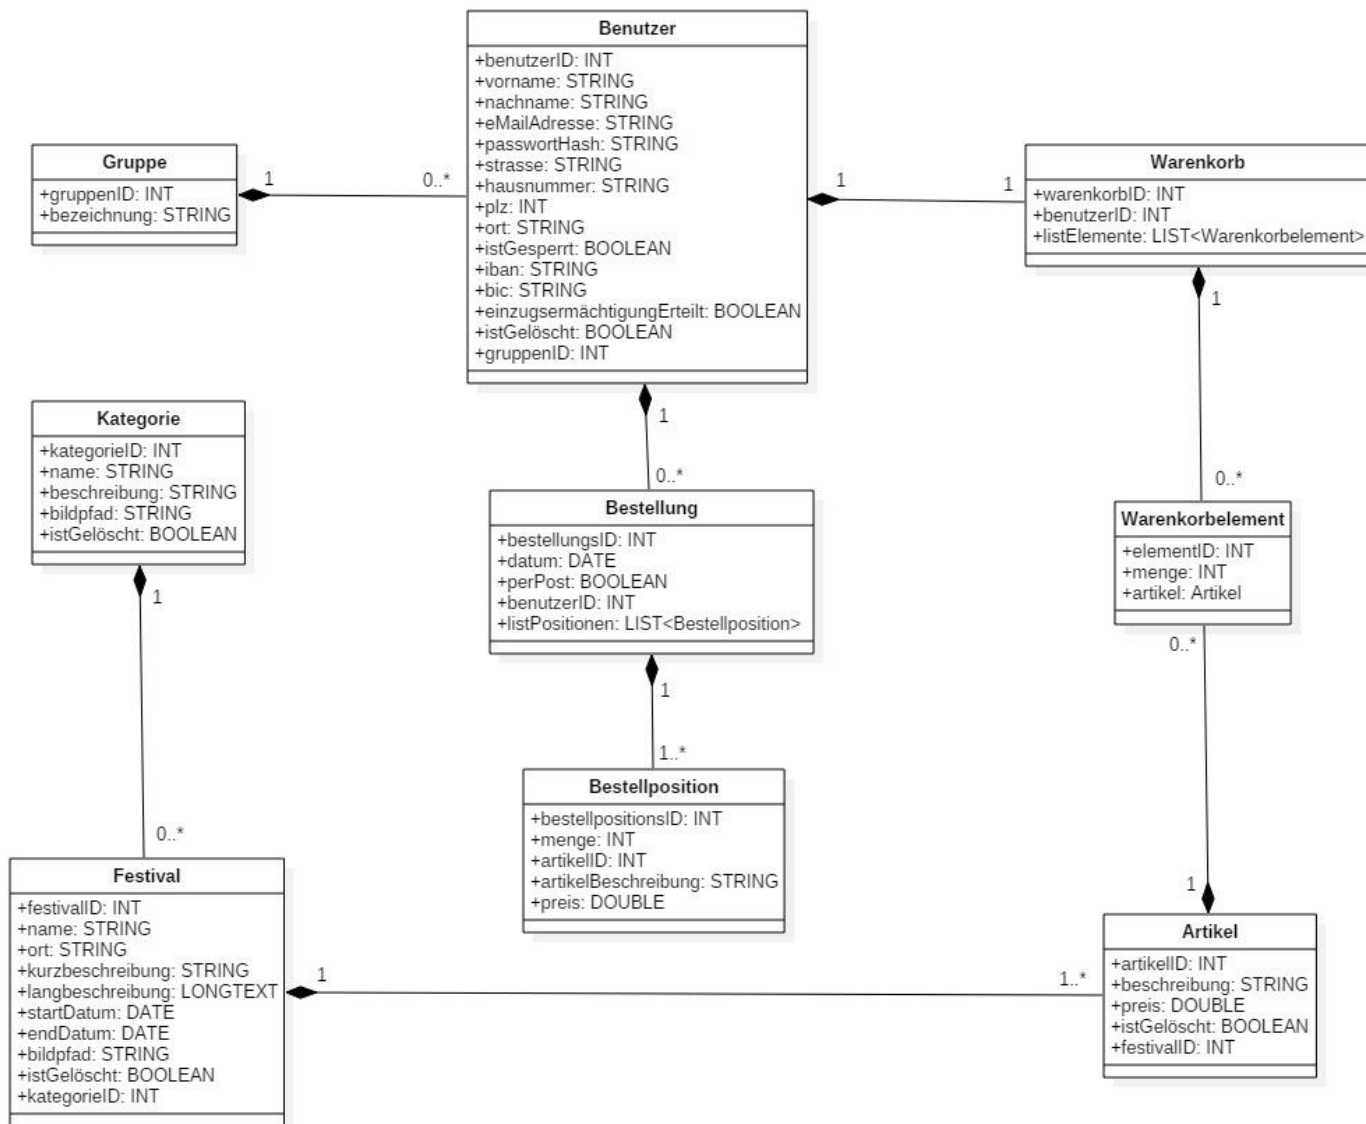 Benutzer
+benutzerID: INT
+vorname: STRING
+nachname: STRING
+eMailAdresse: STRING
+passwortHash: STRING
+strasse: STRING
+hausnummer: STRING
+plz: INT
+ort: STRING
+istGesperrt: BOOLEAN
+iban: STRING
+bic: STRING
+einzugsermächtigungErteilt: BOOLEAN
+istGelöscht: BOOLEAN
+gruppenID: INT
Gruppe
+gruppenID: INT
+bezeichnung: STRING
1
0..*
1
1
Warenkorb
+warenkorbID: INT
+benutzerID: INT
+listElemente: LIST<Warenkorbelement>
1
0..*
1
0..*
Kategorie
+kategorieID: INT
+name: STRING
+beschreibung: STRING
+bildpfad: STRING
+istGelöscht: BOOLEAN
1
0..*
Bestellung
+bestellungsID: INT
+datum: DATE
+perPost: BOOLEAN
+benutzerID: INT
+listPositionen: LIST<Bestellposition>
1
1..*
Warenkorbelement
+elementID: INT
+menge: INT
+artikel: Artikel
0..*
1
Bestellposition
+bestellpositionsID: INT
+menge: INT
+artikelID: INT
+artikelBeschreibung: STRING
+preis: DOUBLE
Festival
+festivalID: INT
+name: STRING
+ort: STRING
+kurzbeschreibung: STRING
+langbeschreibung: LONGTEXT
+startDatum: DATE
+endDatum: DATE
+bildpfad: STRING
+istGelöscht: BOOLEAN
+kategorieID: INT
1
1..*
Artikel
+artikelID: INT
+beschreibung: STRING
+preis: DOUBLE
+istGelöscht: BOOLEAN
+festivalID: INT